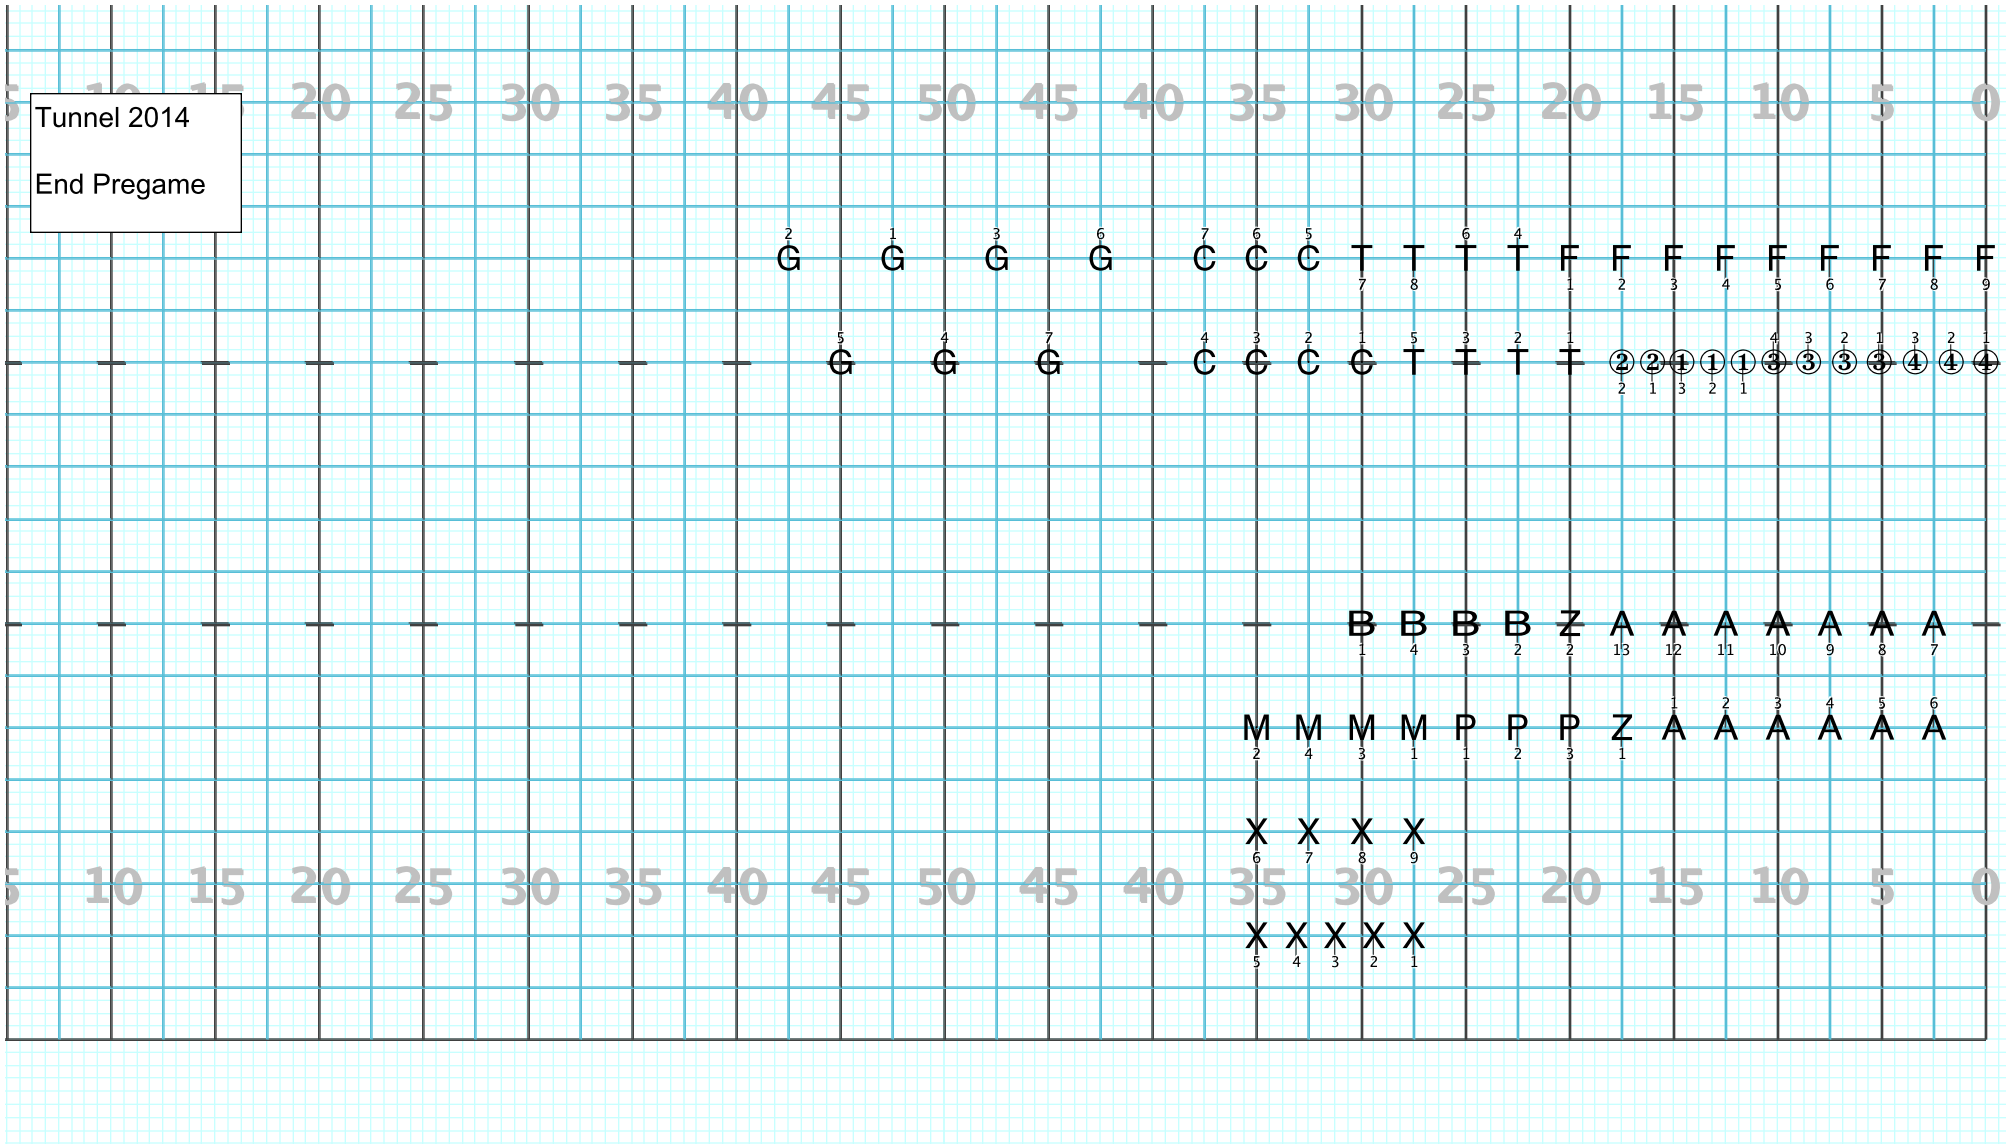 5 10 15 20 25 30 35 40 45 50 45 40 35 30 25 20 15 10 5 0
Tunnel 2014
End Pregame
2 1 3 6 7 6 5 6 4
G G G G C C C T T T T F F F F F F F F F
7 8 1 2 3 4 5 6 7 8 9
5 4 7 4 3 2 1 5 3 2 1 4 3 2 1 3 2 1
G G G C C C C T T T T ② ② ① ① ① ③ ③ ③ ③ ④ ④ ④
2 1 3 2 1
B B B B Z A A A A A A A
1 4 3 2 2 13 12 11 10 9 8 7
1 2 3 4 5 6
M M M M P P P Z A A A A A A
2 4 3 1 1 2 3 1
X X X X
6 7 8 9
5 10 15 20 25 30 35 40 45 50 45 40 35 30 25 20 15 10 5 0
X X X X X
5 4 3 2 1